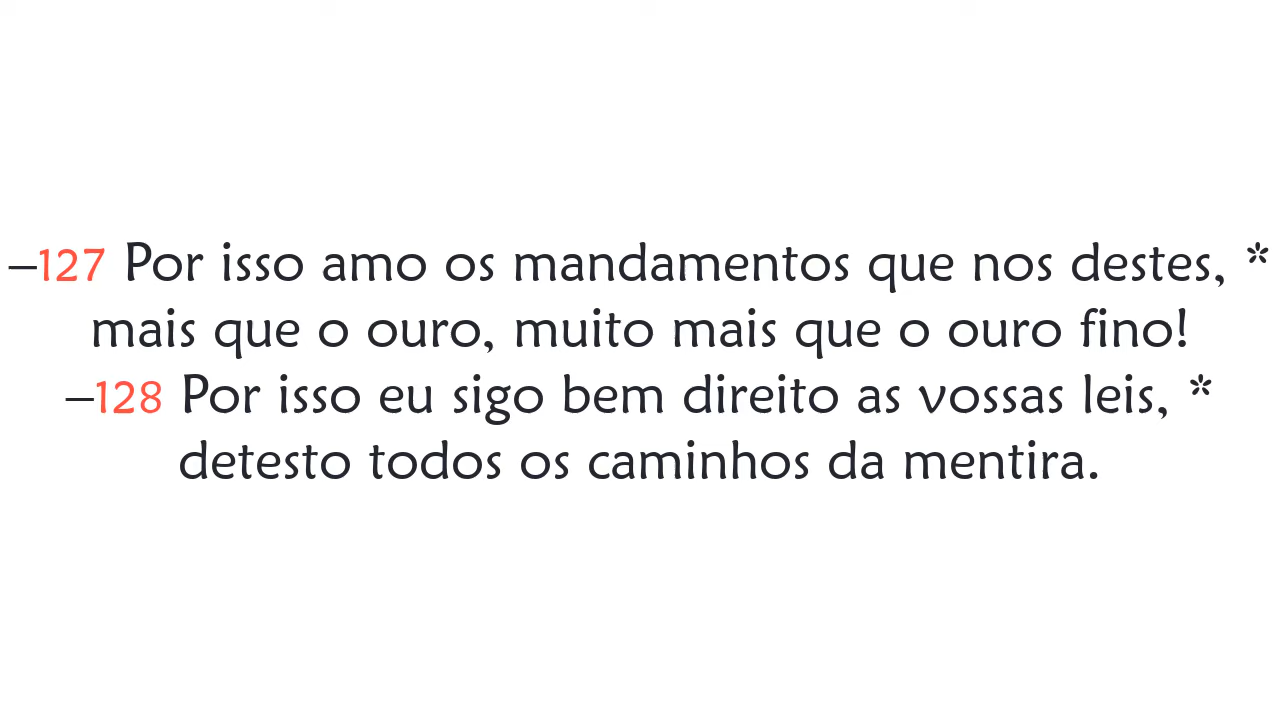 –127 Por isso amo os mandamentos que nos destes, *
mais que o ouro, muito mais que o ouro fino!
–128 Por isso eu sigo bem direito as vossas leis, *
detesto todos os caminhos da mentira.